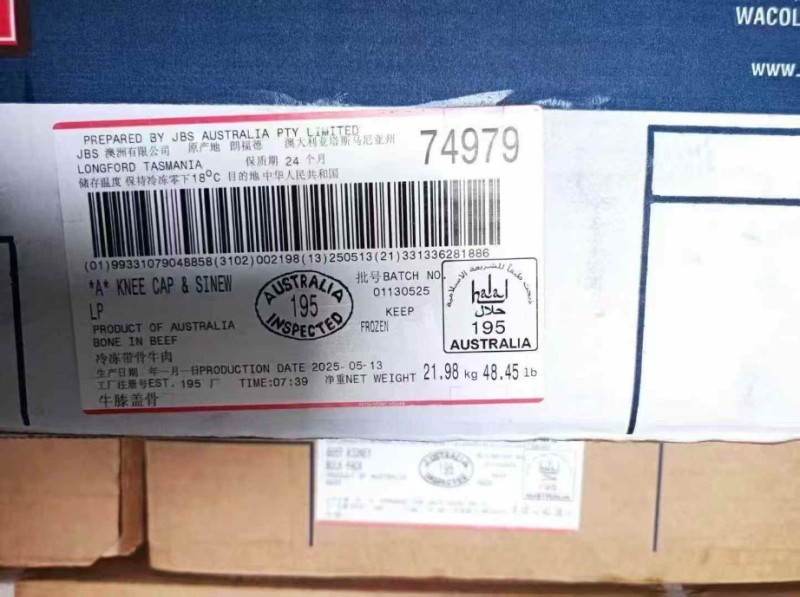 WACOL
WWW.
PREPARED BY JBS AUSTRALIA PTY LIMITED
JBS 澳洲有限公司 原产地 朗福德 澳大利亚塔斯马尼亚州
LONGFORD TASMANIA 保质期 24 个月
储存温度 保持冷冻零下18°C 目的地 中华人民共和国
74979
(01)99331079048858(3102)002198(13)250513(21)331336281886
*A* KNEE CAP & SINEW
LP
AUSTRALIA
195
INSPECTED
批号BATCH NO.
01130525
KEEP
FROZEN
halal
حلال
195
AUSTRALIA
PRODUCT OF AUSTRALIA
BONE IN BEEF
冷冻带骨牛肉
生产日期 年-月-日PRODUCTION DATE 2025-05-13
工厂注册号EST. 195 厂 TIME:07:39 净重NET WEIGHT 21.98 kg 48.45 lb
牛膝盖骨
KIDNEY
PRODUCT OF AUSTRALIA
195
INSPECTED
195
AUSTRALIA